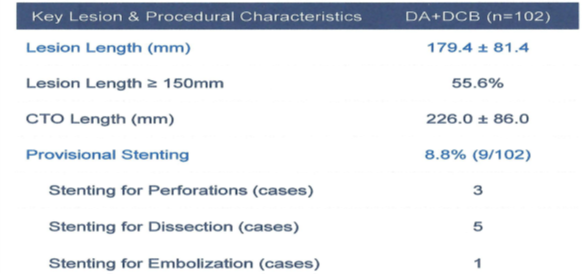 Key Lesion & Procedural Characteristics DA+DCB (n=102)
Lesion Length (mm) 179.4 ± 81.4
Lesion Length ≥ 150mm 55.6%
CTO Length (mm) 226.0 ± 86.0
Provisional Stenting 8.8% (9/102)
Stenting for Perforations (cases) 3
Stenting for Dissection (cases) 5
Stenting for Embolization (cases) 1